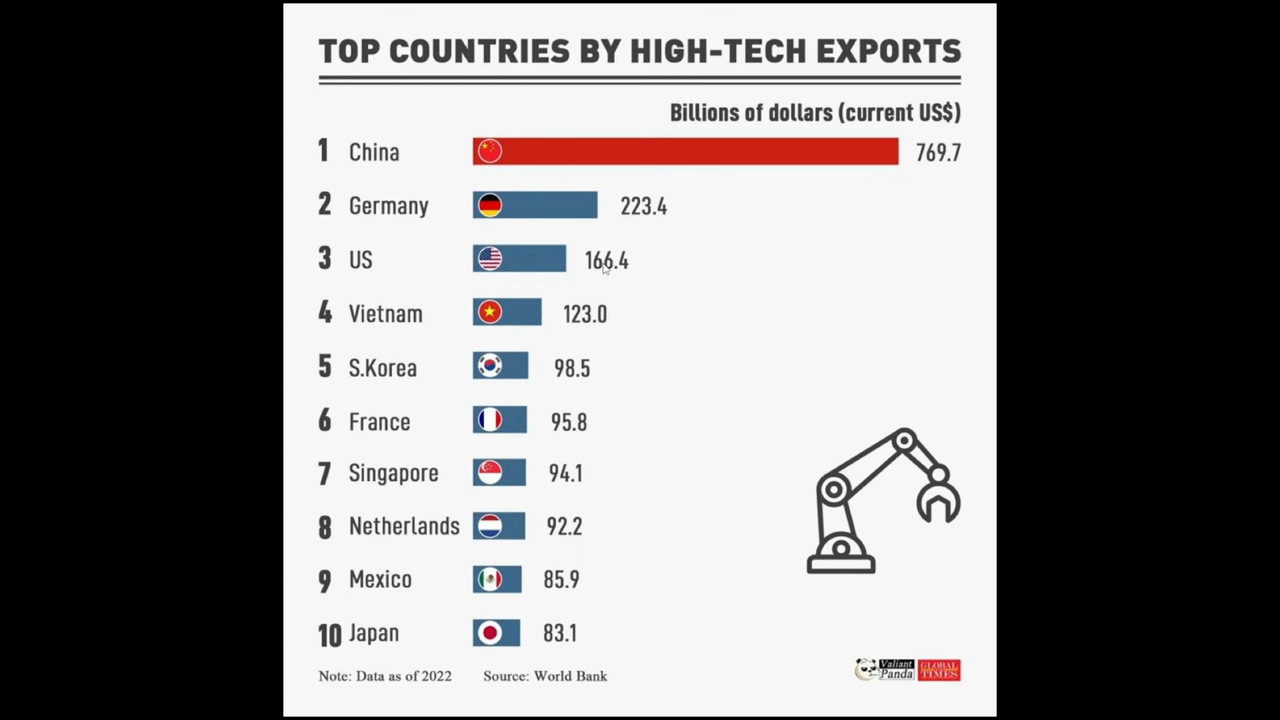 TOP COUNTRIES BY HIGH-TECH EXPORTS
Billions of dollars (current US$)
1 China 769.7
2 Germany 223.4
3 US 166.4
4 Vietnam 123.0
5 S.Korea 98.5
6 France 95.8
7 Singapore 94.1
8 Netherlands 92.2
9 Mexico 85.9
10 Japan 83.1
Note: Data as of 2022 Source: World Bank
Valiant Panda
GLOBAL TIMES